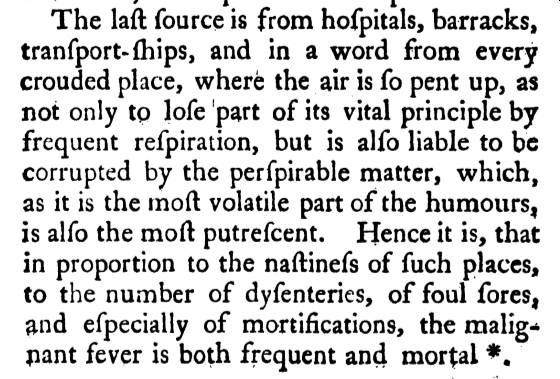 The laſt ſource is from hoſpitals, barracks,
tranſport-ſhips, and in a word from every
crouded place, where the air is ſo pent up, as
not only to loſe part of its vital principle by
frequent reſpiration, but is alſo liable to be
corrupted by the perſpirable matter, which,
as it is the moſt volatile part of the humours,
is alſo the moſt putreſcent. Hence it is, that
in proportion to the naſtineſs of ſuch places,
to the number of dyſenteries, of foul ſores,
and eſpecially of mortifications, the malig-
nant fever is both frequent and mortal *.